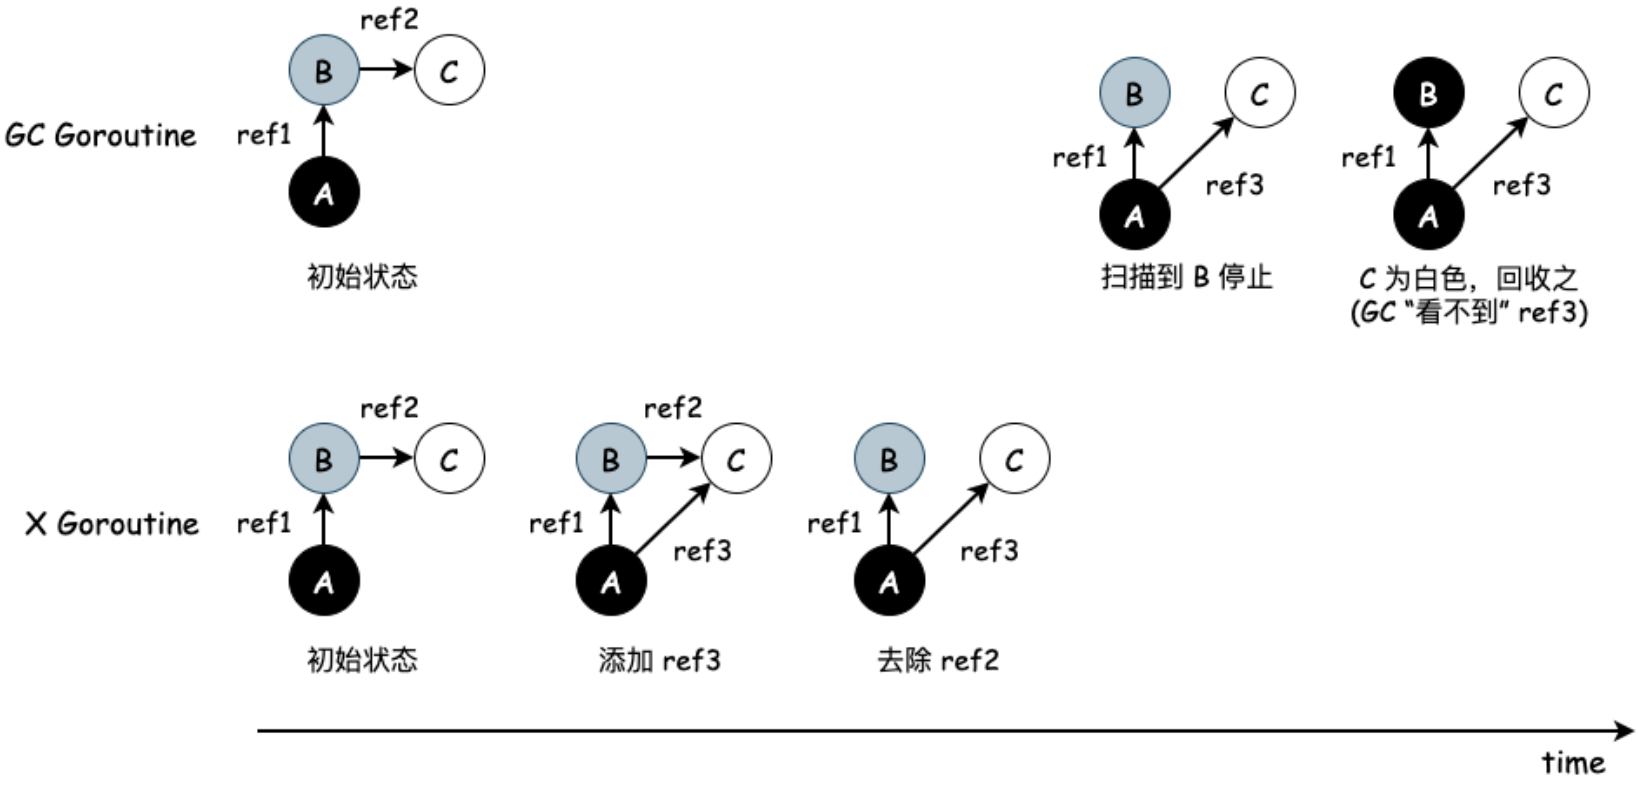 ref2
B
C
GC Goroutine
ref1
A
初始状态
B
C
ref1
ref3
A
扫描到 B 停止
B
C
ref1
ref3
A
C 为白色，回收之
(GC “看不到” ref3)
ref2
B
C
X Goroutine
ref1
A
初始状态
ref2
B
C
ref1
ref3
A
添加 ref3
B
C
ref1
ref3
A
去除 ref2
time